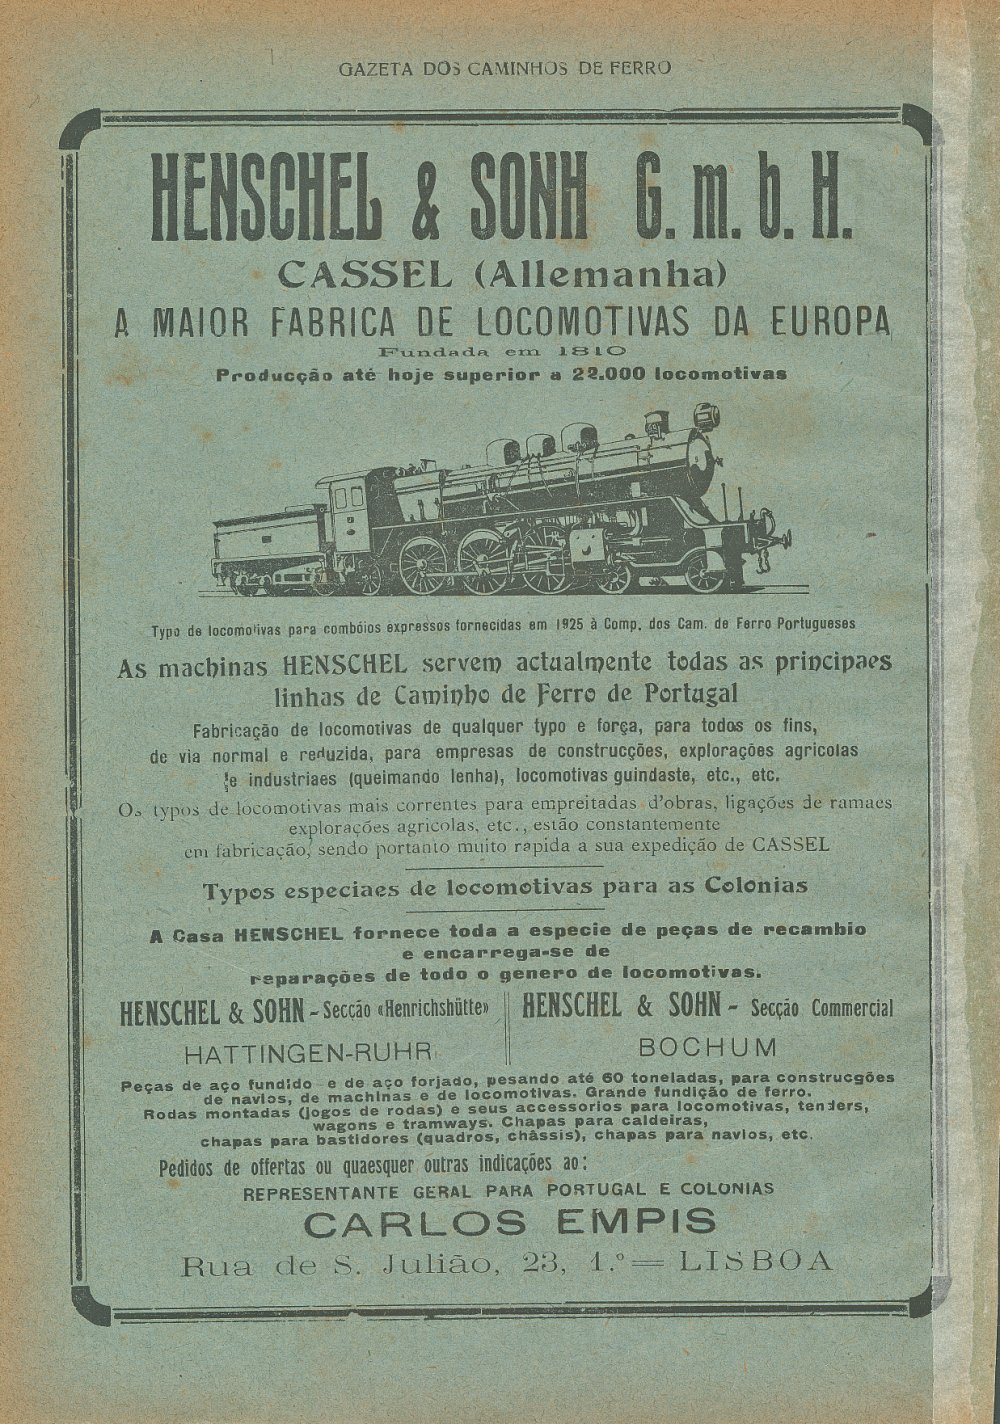 GAZETA DOS CAMINHOS DE FERRO
HENSCHEL & SOHN G. m. b. H.
CASSEL (Allemanha)
A MAIOR FABRICA DE LOCOMOTIVAS DA EUROPA
Fundada em 1810
Producção até hoje superior a 22.000 locomotivas
Typo de locomotivas para combóios expressos fornecidas em 1925 à Comp. dos Cam. de Ferro Portugueses
As machinas HENSCHEL servem actualmente todas as principaes
linhas de Caminho de Ferro de Portugal
Fabricação de locomotivas de qualquer typo e força, para todos os fins,
de via normal e reduzida, para empresas de construcções, explorações agricolas
e industriaes (queimando lenha), locomotivas guindaste, etc., etc.
Os typos de locomotivas mais correntes para empreitadas d'obras, ligações de ramaes
explorações agricolas, etc., estão constantemente
em fabricação, sendo portanto muito rapida a sua expedição de CASSEL
Typos especiaes de locomotivas para as Colonias
A Casa HENSCHEL fornece toda a especie de peças de recambio
e encarrega-se de
reparações de todo o genero de locomotivas.
HENSCHEL & SOHN - Secção «Henrichshütte»
HATTINGEN-RUHR
HENSCHEL & SOHN - Secção Commercial
BOCHUM
Peças de aço fundido e de aço forjado, pesando até 60 toneladas, para construcções
de navios, de machinas e de locomotivas. Grande fundição de ferro.
Rodas montadas (jogos de rodas) e seus accessorios para locomotivas, tenders,
wagons e tramways. Chapas para caldeiras,
chapas para bastidores (quadros, châssis), chapas para navios, etc.
Pedidos de offertas ou quaesquer outras indicações ao:
REPRESENTANTE GERAL PARA PORTUGAL E COLONIAS
CARLOS EMPIS
Rua de S. Julião, 23, 1.º = LISBOA